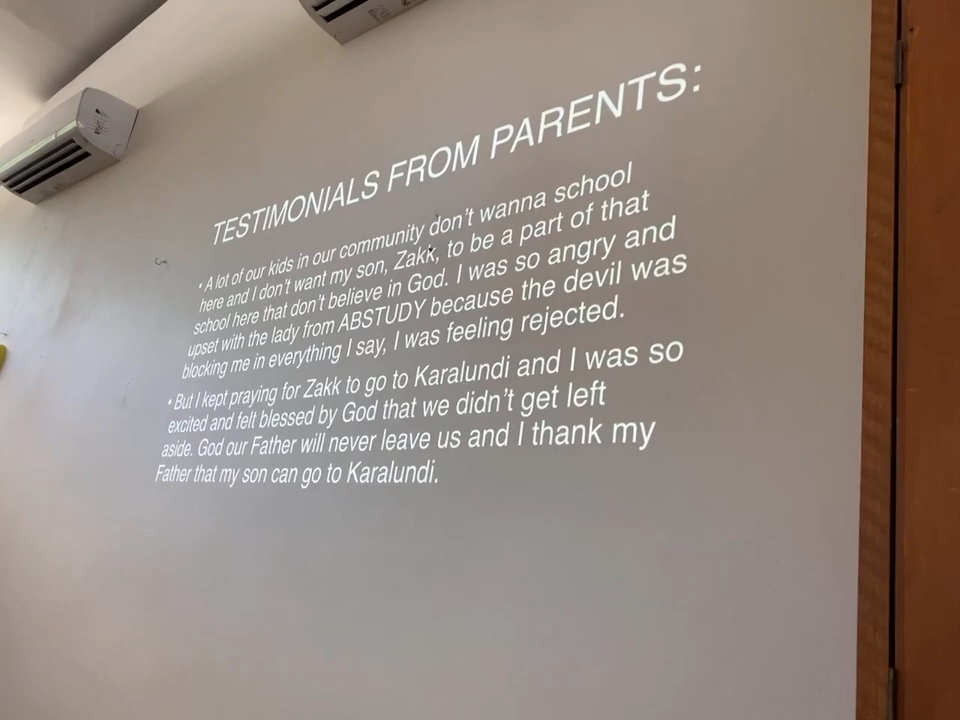 TESTIMONIALS FROM PARENTS:
• A lot of our kids in our community don't wanna school
here and I don't want my son, Zakk, to be a part of that
school here that don't believe in God. I was so angry and
upset with the lady from ABSTUDY because the devil was
blocking me in everything I say, I was feeling rejected.
• But I kept praying for Zakk to go to Karalundi and I was so
excited and felt blessed by God that we didn't get left
aside. God our Father will never leave us and I thank my
Father that my son can go to Karalundi.